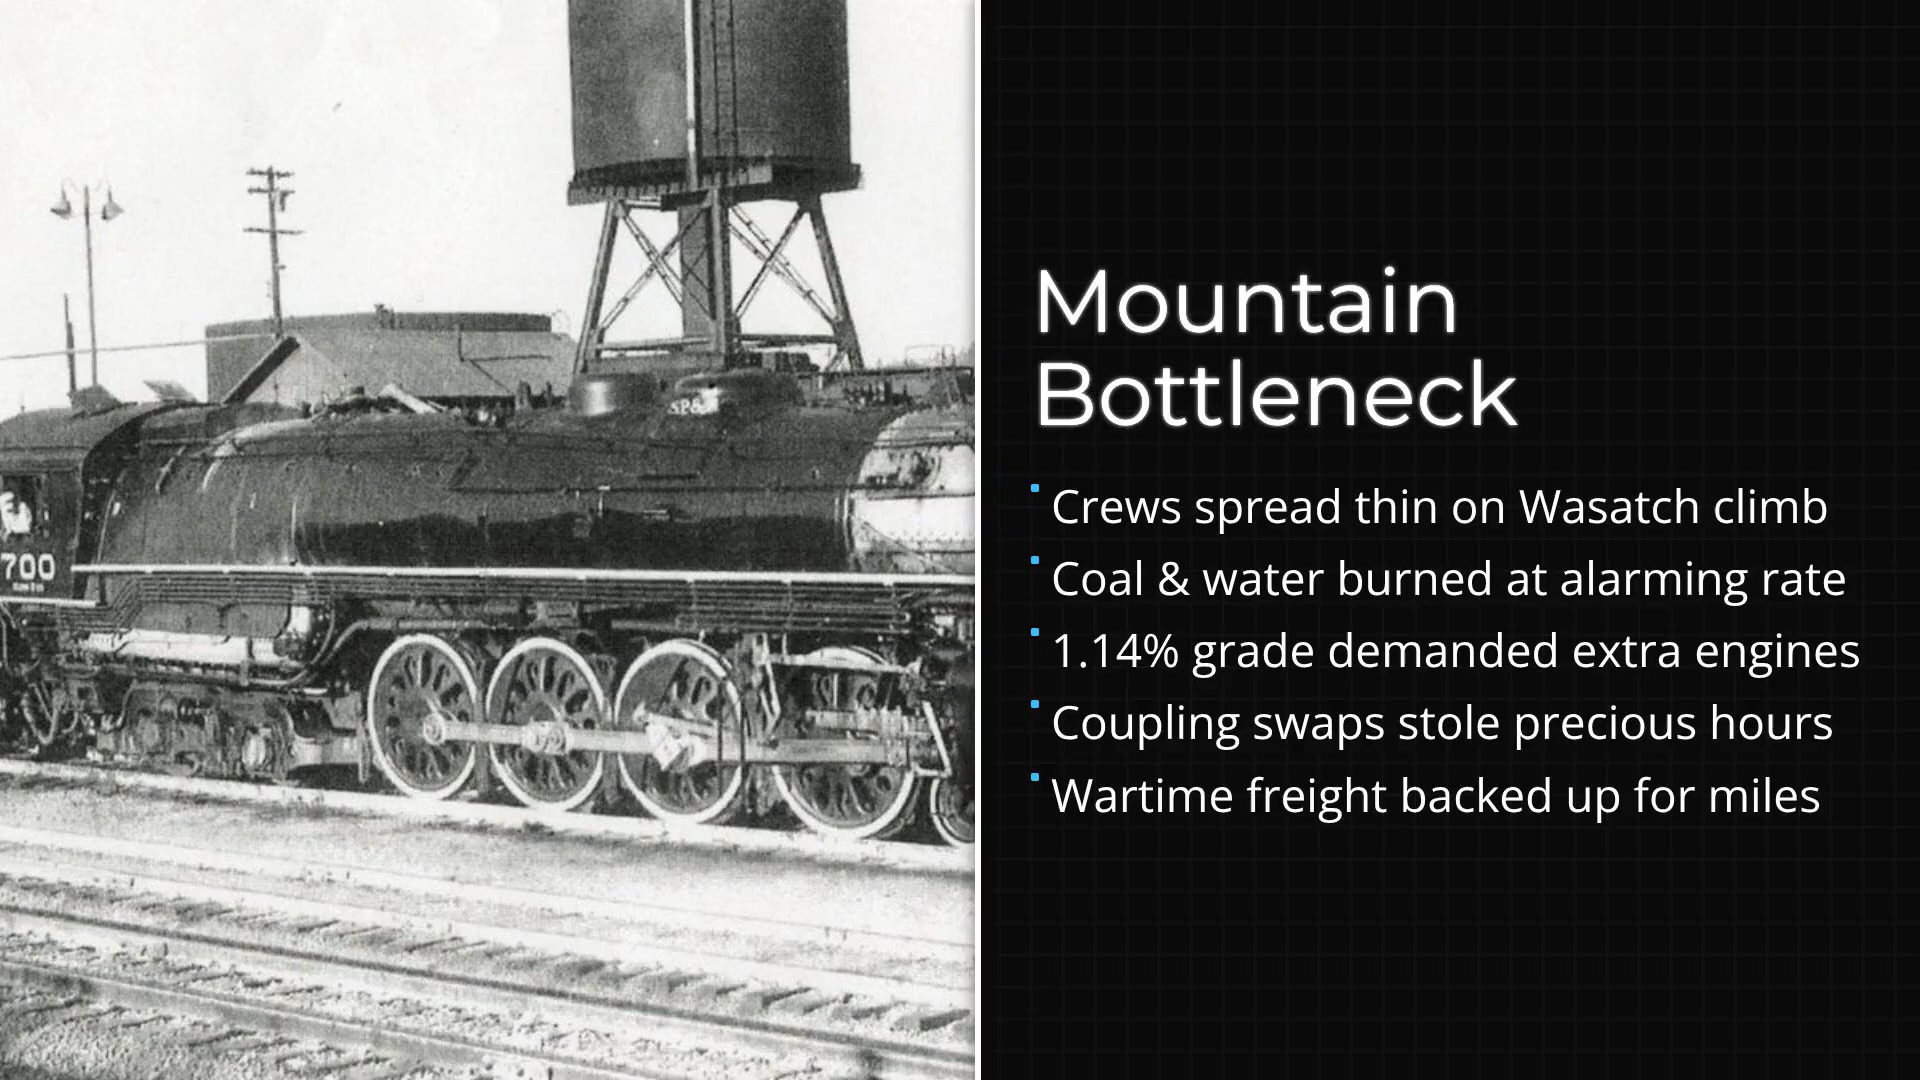 S.P.&
700
Mountain
Bottleneck
Crews spread thin on Wasatch climb
Coal & water burned at alarming rate
1.14% grade demanded extra engines
Coupling swaps stole precious hours
Wartime freight backed up for miles